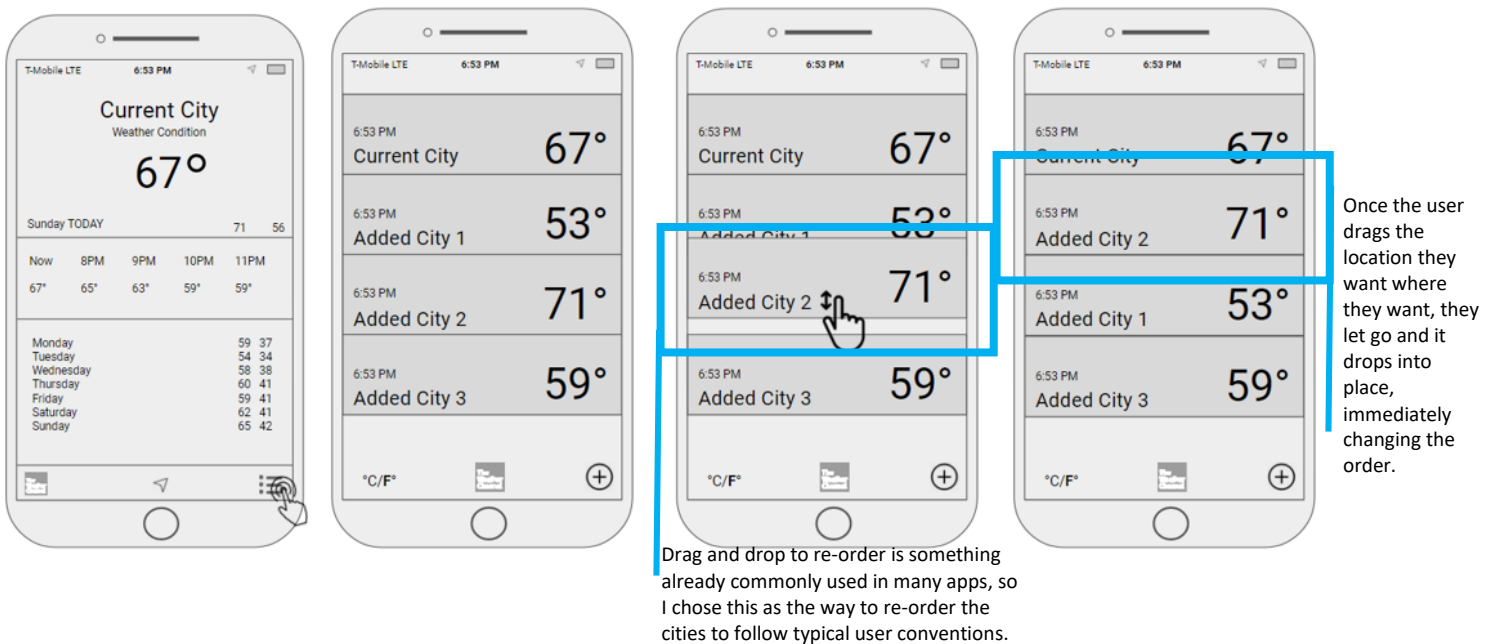 T-Mobile LTE 6:53 PM
Current City
Weather Condition
67°
Sunday TODAY 71 56
Now 8PM 9PM 10PM 11PM
67° 65° 63° 59° 59°
Monday 59 37
Tuesday 54 34
Wednesday 58 38
Thursday 60 41
Friday 59 41
Saturday 62 41
Sunday 65 42
T-Mobile LTE 6:53 PM
6:53 PM
Current City 67°
6:53 PM
Added City 1 53°
6:53 PM
Added City 2 71°
6:53 PM
Added City 3 59°
°C/F°
T-Mobile LTE 6:53 PM
6:53 PM
Current City 67°
6:53 PM
Added City 1 53°
6:53 PM
Added City 2 71°
6:53 PM
Added City 3 59°
°C/F°
T-Mobile LTE 6:53 PM
6:53 PM
Current City 67°
6:53 PM
Added City 2 71°
6:53 PM
Added City 1 53°
6:53 PM
Added City 3 59°
°C/F°
Once the user
drags the
location they
want where
they want, they
let go and it
drops into
place,
immediately
changing the
order.
Drag and drop to re-order is something
already commonly used in many apps, so
I chose this as the way to re-order the
cities to follow typical user conventions.